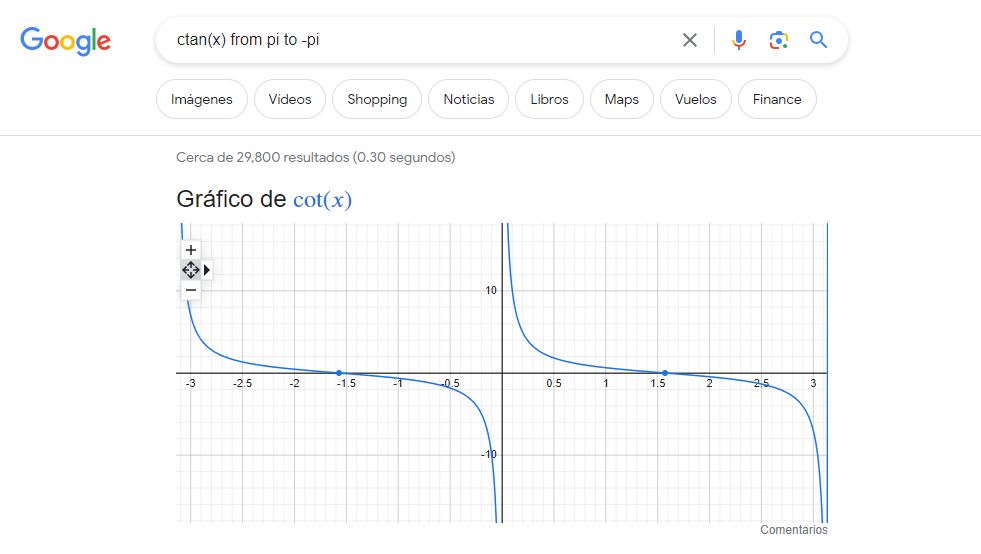 Google
ctan(x) from pi to -pi
Imágenes Vídeos Shopping Noticias Libros Maps Vuelos Finance
Cerca de 29,800 resultados (0.30 segundos)
Gráfico de cot(x)
10
-3 -2.5 -2 -1.5 -1 -0.5 0.5 1 1.5 2 2.5 3
-10
Comentarios